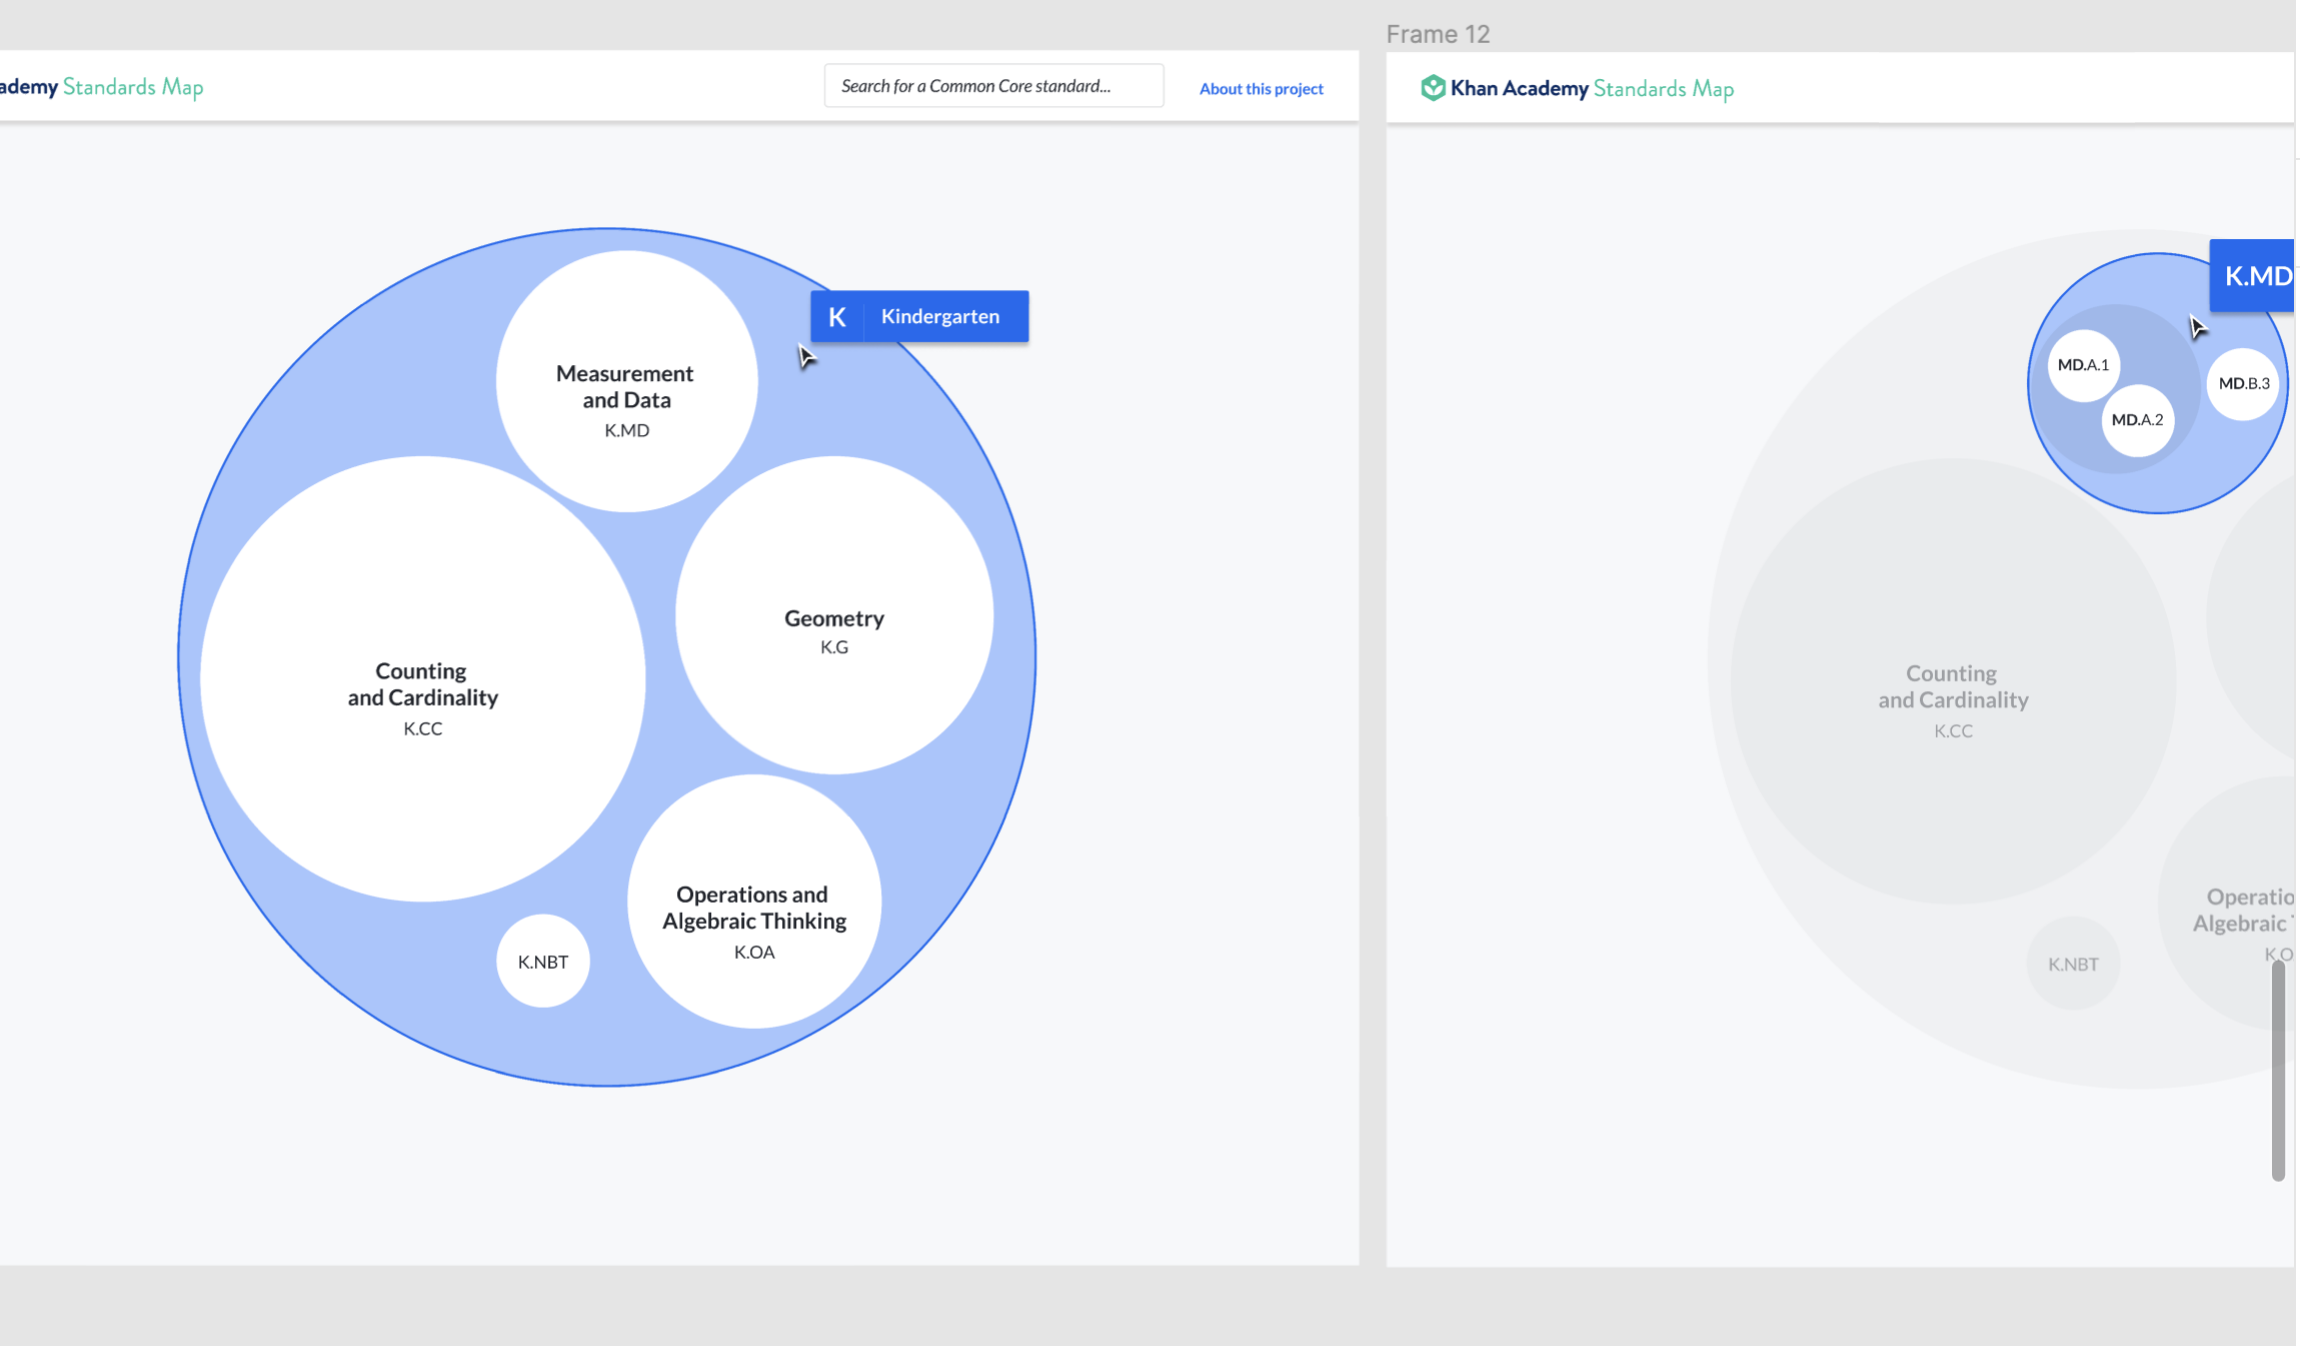 Frame 12
ademy Standards Map
Search for a Common Core standard...
About this project
K Kindergarten
Measurement
and Data
K.MD
Geometry
K.G
Counting
and Cardinality
K.CC
Operations and
Algebraic Thinking
K.OA
K.NBT
Khan Academy Standards Map
K.MD
MD.A.1
MD.B.3
MD.A.2
Counting
and Cardinality
K.CC
Operatio
Algebraic
K.O
K.NBT